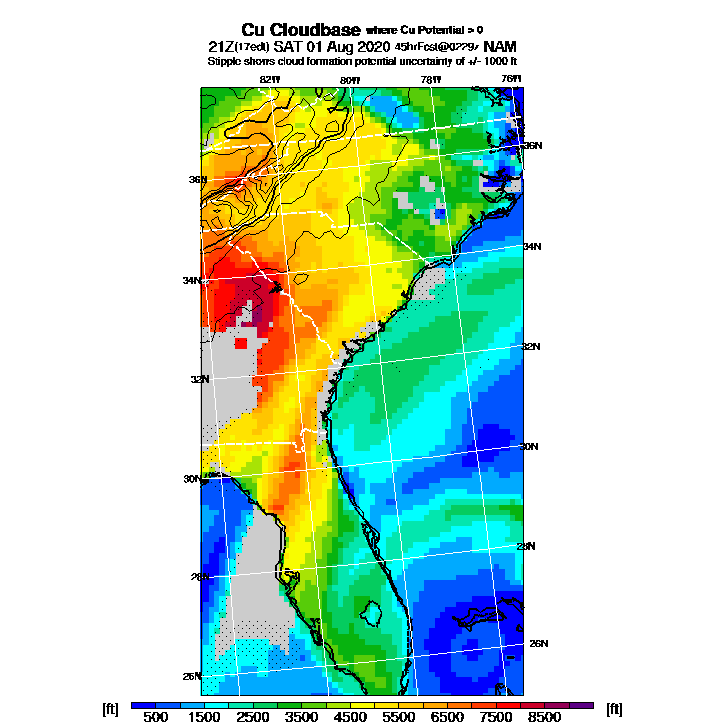 Cu Cloudbase where Cu Potential > 0
21Z(17edt) SAT 01 Aug 2020 45hrFcst@0229z NAM
Stipple shows cloud formation potential uncertainty of +/- 1000 ft
82W 80W 78W 76W
36N
36N
34N
34N
32N
32N
30N
30N
28N
28N
26N
26N
[ft] [ft]
500 1500 2500 3500 4500 5500 6500 7500 8500